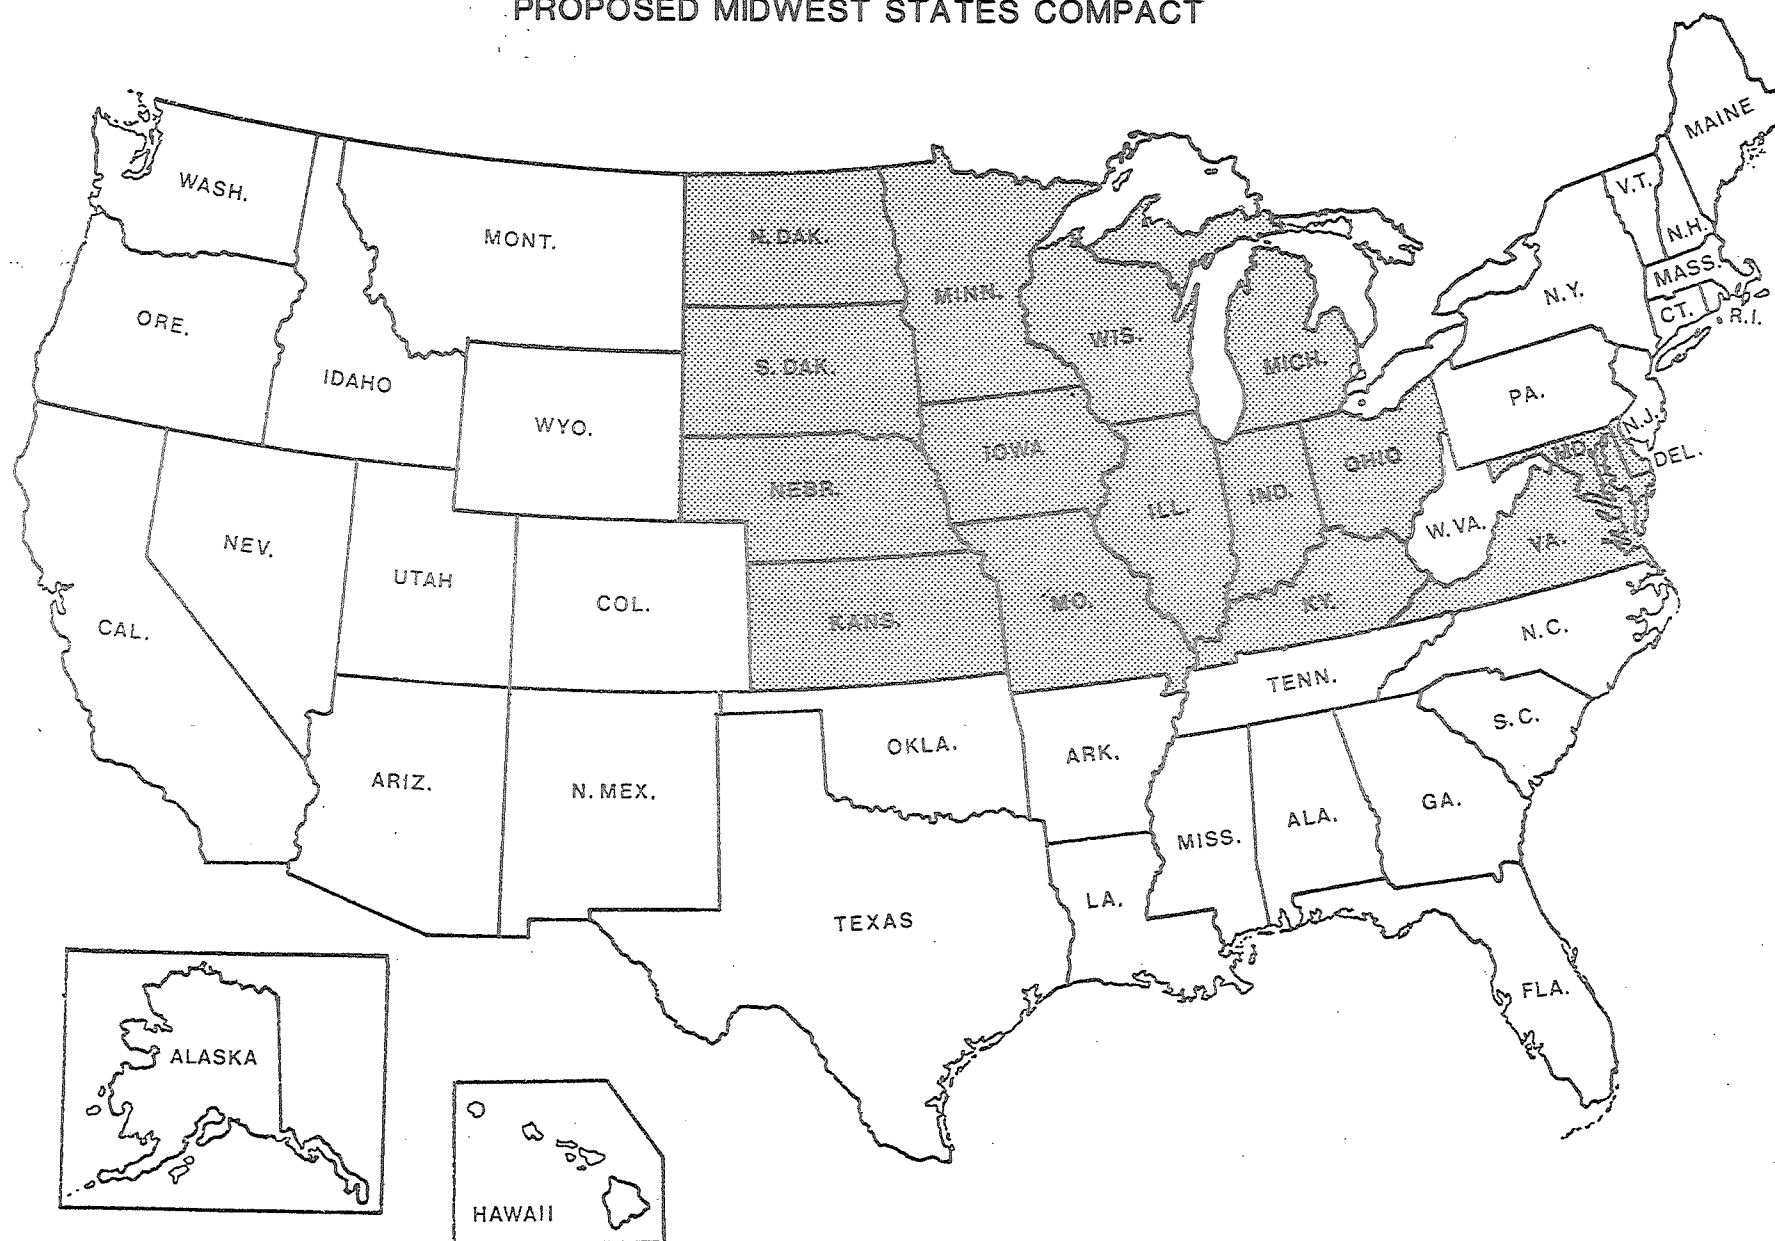 PROPOSED MIDWEST STATES COMPACT
MAINE
WASH.
V.T.
N.H.
MONT.
N. DAK.
MINN.
MASS.
N.Y.
CT.
R.I.
ORE.
WIS.
S. DAK.
MICH.
IDAHO
PA.
WYO.
N.J.
IOWA
OHIO
MD.
DEL.
NEBR.
IND.
ILL.
W. VA.
VA.
NEV.
UTAH
COL.
MO.
KY.
KANS.
CAL.
N.C.
TENN.
S.C.
OKLA.
ARK.
ARIZ.
N. MEX.
GA.
ALA.
MISS.
LA.
TEXAS
FLA.
ALASKA
HAWAII